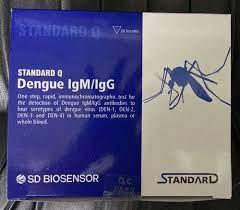 STANDARD Q
STANDARD Q
Dengue IgM/IgG
One step, rapid, immunochromatographic test for
the detection of Dengue IgM/IgG antibodies to
four serotypes of dengue virus (DEN-1, DEN-2,
DEN-3 and DEN-4) in human serum, plasma or
whole blood.
SD BIOSENSOR
Q.C
PASS
STANDARD